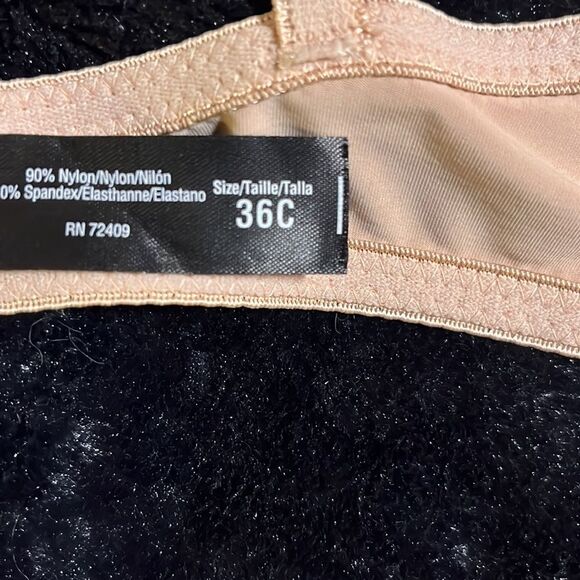 90% Nylon/Nylon/Nilón
0% Spandex/Élasthanne/Elastano
RN 72409
Size/Taille/Talla
36C